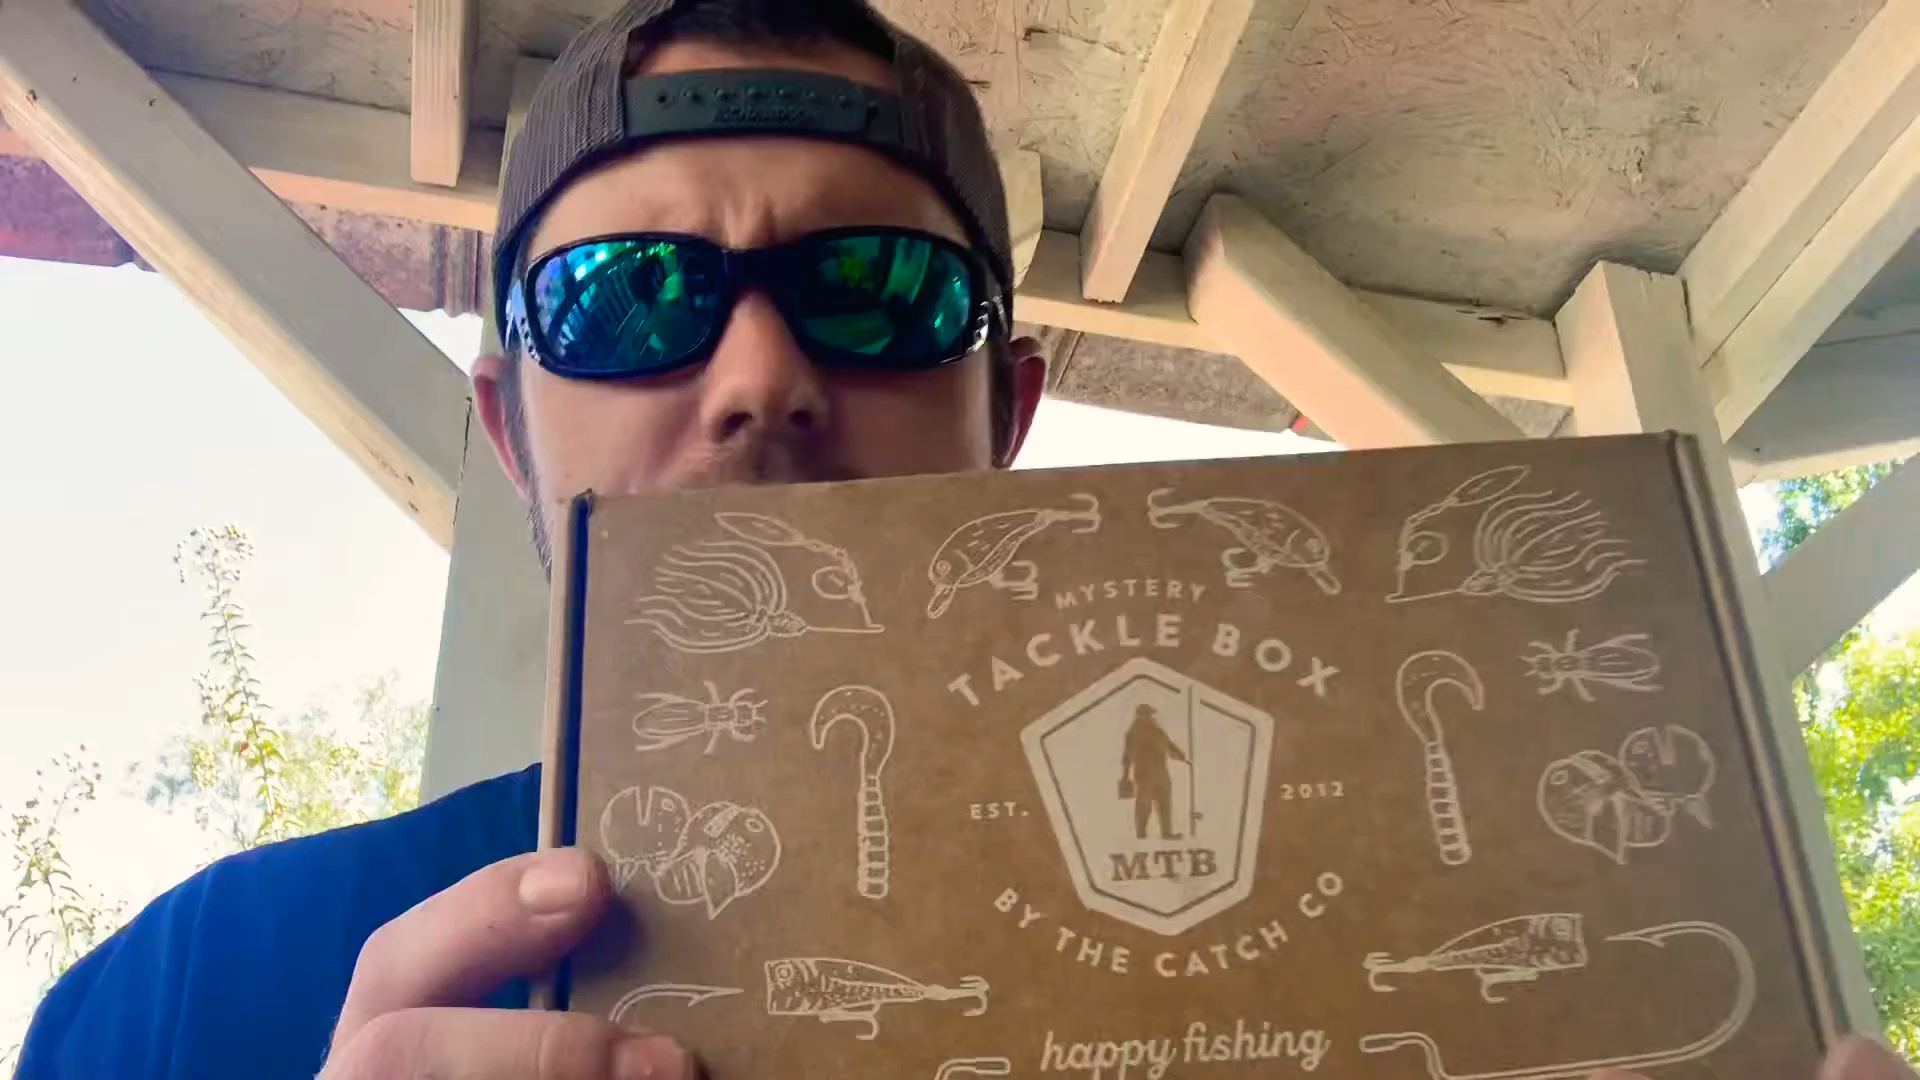 MYSTERY
TACKLE BOX
EST. 2012
MTB
BY THE CATCH CO
happy fishing